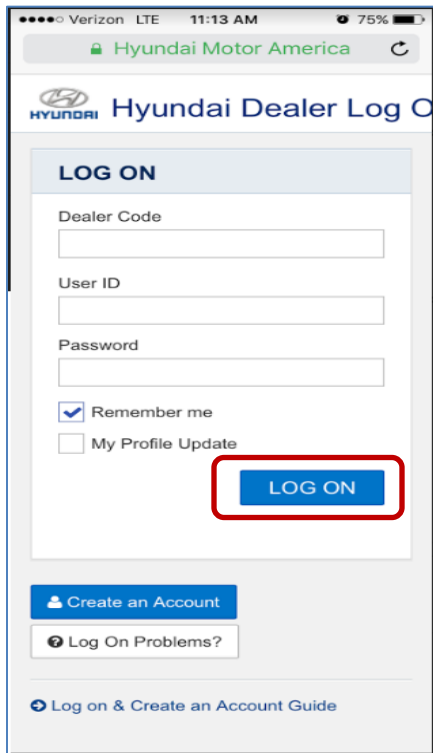 Verizon LTE 11:13 AM 75%
Hyundai Motor America
HYUNDAI Hyundai Dealer Log O
LOG ON
Dealer Code
User ID
Password
Remember me
My Profile Update
LOG ON
Create an Account
Log On Problems?
Log on & Create an Account Guide